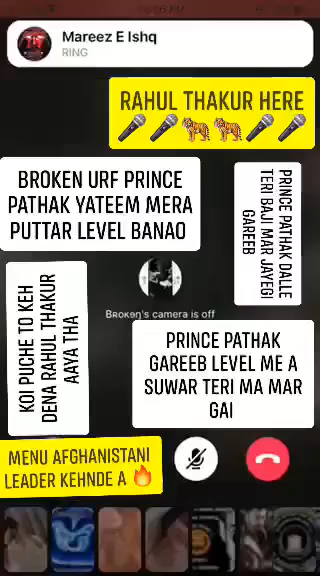 Mareez E Ishq
RING
RAHUL THAKUR HERE
🎤🎤🐅🐅🎤🎤
BROKEN URF PRINCE
PATHAK YATEEM MERA
PUTTAR LEVEL BANAO
PRINCE PATHAK DALLE
TERI BAJI MAR JAYEGI
GAREEB
Broken's camera is off
KOI PUCHE TO KEH
DENA RAHUL THAKUR
AAYA THA
PRINCE PATHAK
GAREEB LEVEL ME A
SUWAR TERI MA MAR
GAI
MENU AFGHANISTANI
LEADER KEHNDE A 🔥